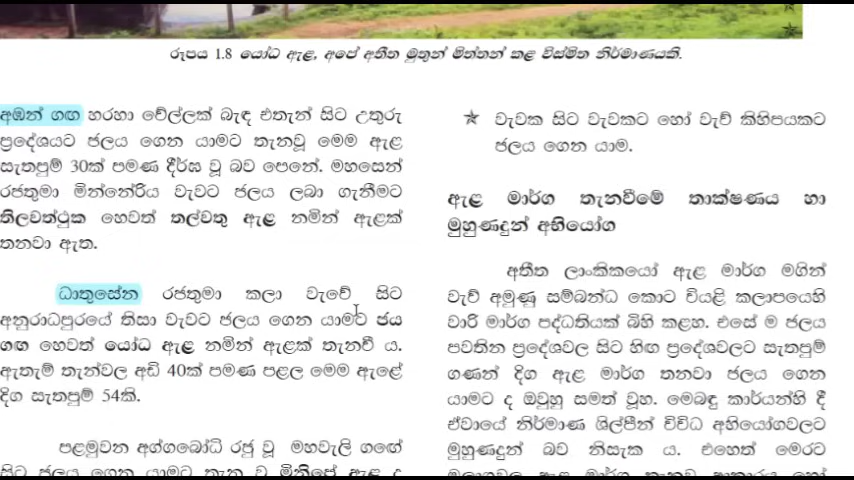 රූපය 1.8 යෝධ ඇළ, අපේ අතීත මුතුන් මිත්තන් කළ විස්මිත නිර්මාණයකි.
අඹන් ගඟ හරහා වේල්ලක් බැඳ එතැන් සිට උතුරු
ප්‍රදේශයට ජලය ගෙන යාමට තැනවූ මෙම ඇළ
සැතපුම් 30ක් පමණ දීර්ඝ වූ බව පෙනේ. මහසෙන්
රජතුමා මින්නේරිය වැවට ජලය ලබා ගැනීමට
තිලවත්ථුක හෙවත් තල්වතු ඇළ නමින් ඇළක්
තනවා ඇත.
ධාතුසේන රජතුමා කලා වැවේ සිට
අනුරාධපුරයේ තිසා වැවට ජලය ගෙන යාමට ජය
ගඟ හෙවත් යෝධ ඇළ නමින් ඇළක් තැනවී ය.
ඇතැම් තැන්වල අඩි 40ක් පමණ පළල මෙම ඇළේ
දිග සැතපුම් 54කි.
පළමුවන අග්ගබෝධි රජු වූ මහවැලි ගඟේ
සිට ජලය ගෙන යාමට තැන වූ මිනිපේ ඇළ ද
★ වැවක සිට වැවකට හෝ වැව් කිහිපයකට
ජලය ගෙන යාම.
ඇළ මාර්ග තැනවීමේ තාක්ෂණය හා
මුහුණදුන් අභියෝග
අතීත ලාංකිකයෝ ඇළ මාර්ග මගින්
වැව් අමුණු සම්බන්ධ කොට වියළි කලාපයෙහි
වාරි මාර්ග පද්ධතියක් බිහි කළහ. එසේ ම ජලය
පවතින ප්‍රදේශවල සිට හිඟ ප්‍රදේශවලට සැතපුම්
ගණන් දිග ඇළ මාර්ග තනවා ජලය ගෙන
යාමට ද ඔවුහු සමත් වූහ. මෙබඳු කාර්යන්හි දී
ඒවායේ නිර්මාණ ශිල්පීන් විවිධ අභියෝගවලට
මුහුණදුන් බව නිසැක ය. එහෙත් මෙරට